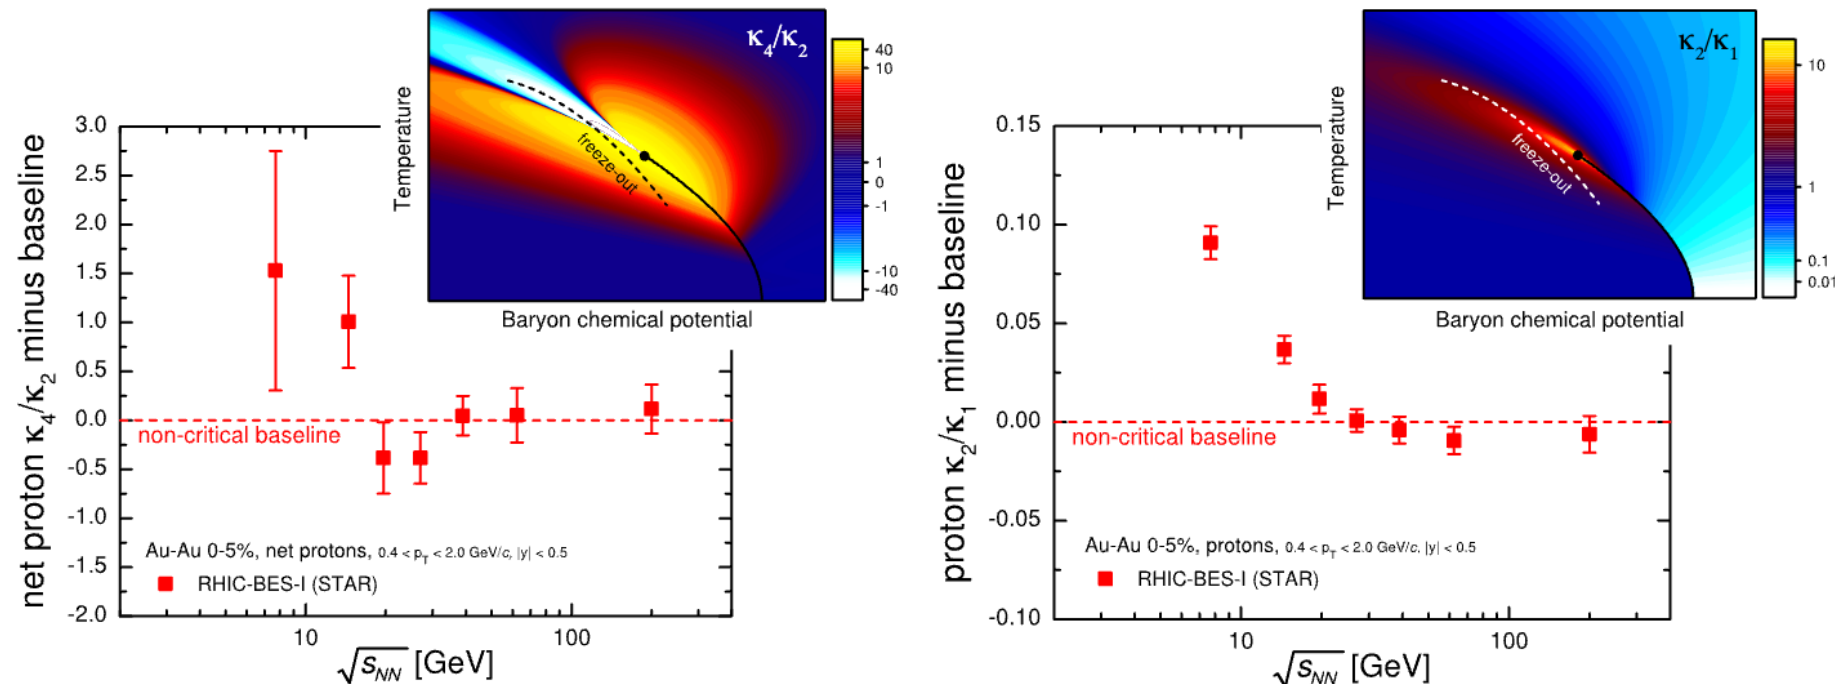 κ₄/κ₂
40
10
1
0
-1
-10
-40
Temperature
freeze-out
Baryon chemical potential
net proton κ₄/κ₂ minus baseline
3.0
2.5
2.0
1.5
1.0
0.5
0.0
-0.5
-1.0
-1.5
-2.0
non-critical baseline
Au-Au 0-5%, net protons, 0.4 < p_T < 2.0 GeV/c, |y| < 0.5
RHIC-BES-I (STAR)
10
100
√s_NN [GeV]
κ₂/κ₁
10
1
0.1
0.01
Temperature
freeze-out
Baryon chemical potential
proton κ₂/κ₁ minus baseline
0.15
0.10
0.05
0.00
-0.05
-0.10
non-critical baseline
Au-Au 0-5%, protons, 0.4 < p_T < 2.0 GeV/c, |y| < 0.5
RHIC-BES-I (STAR)
10
100
√s_NN [GeV]